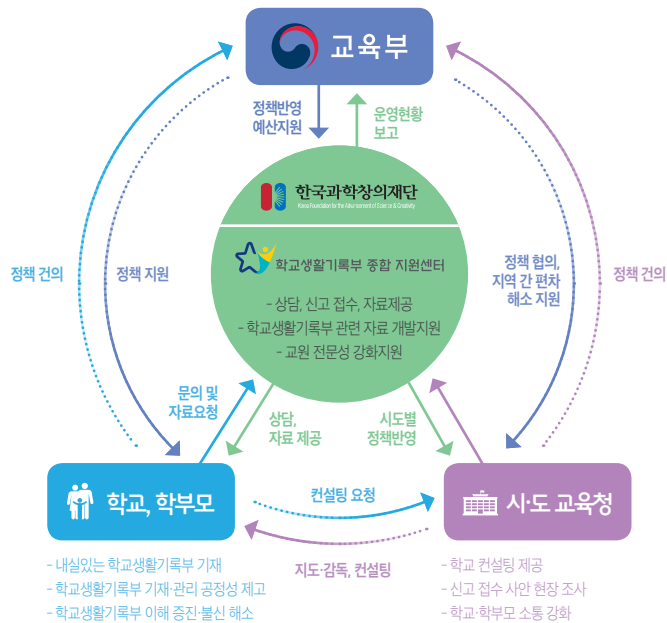 교육부
정책반영
예산지원
운영현황
보고
한국과학창의재단
Korea Foundation for the Advancement of Science & Creativity
학교생활기록부 종합 지원센터
- 상담, 신고 접수, 자료제공
- 학교생활기록부 관련 자료 개발지원
- 교원 전문성 강화지원
정책 건의
정책 지원
정책 협의,
지역 간 편차
해소 지원
정책 건의
문의 및
자료요청
상담,
자료 제공
시도별
정책반영
학교, 학부모
컨설팅 요청
시·도 교육청
지도·감독, 컨설팅
- 내실있는 학교생활기록부 기재
- 학교생활기록부 기재·관리 공정성 제고
- 학교생활기록부 이해 증진·불신 해소
- 학교 컨설팅 제공
- 신고 접수 사안 현장 조사
- 학교·학부모 소통 강화